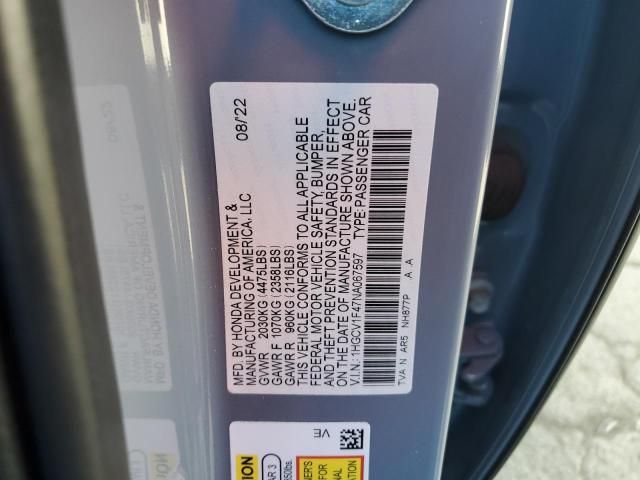 MFD. BY HONDA DEVELOPMENT &
MANUFACTURING OF AMERICA, LLC 08/22
GVWR 2030KG (4475LBS)
GAWR F 1070KG (2358LBS)
GAWR R 960KG (2116LBS)
THIS VEHICLE CONFORMS TO ALL APPLICABLE
FEDERAL MOTOR VEHICLE SAFETY, BUMPER,
AND THEFT PREVENTION STANDARDS IN EFFECT
ON THE DATE OF MANUFACTURE SHOWN ABOVE.
V.I.N.: 1HGCV1F47NA067597 TYPE: PASSENGER CAR
TVA N AR5 NH877P A .A
VE